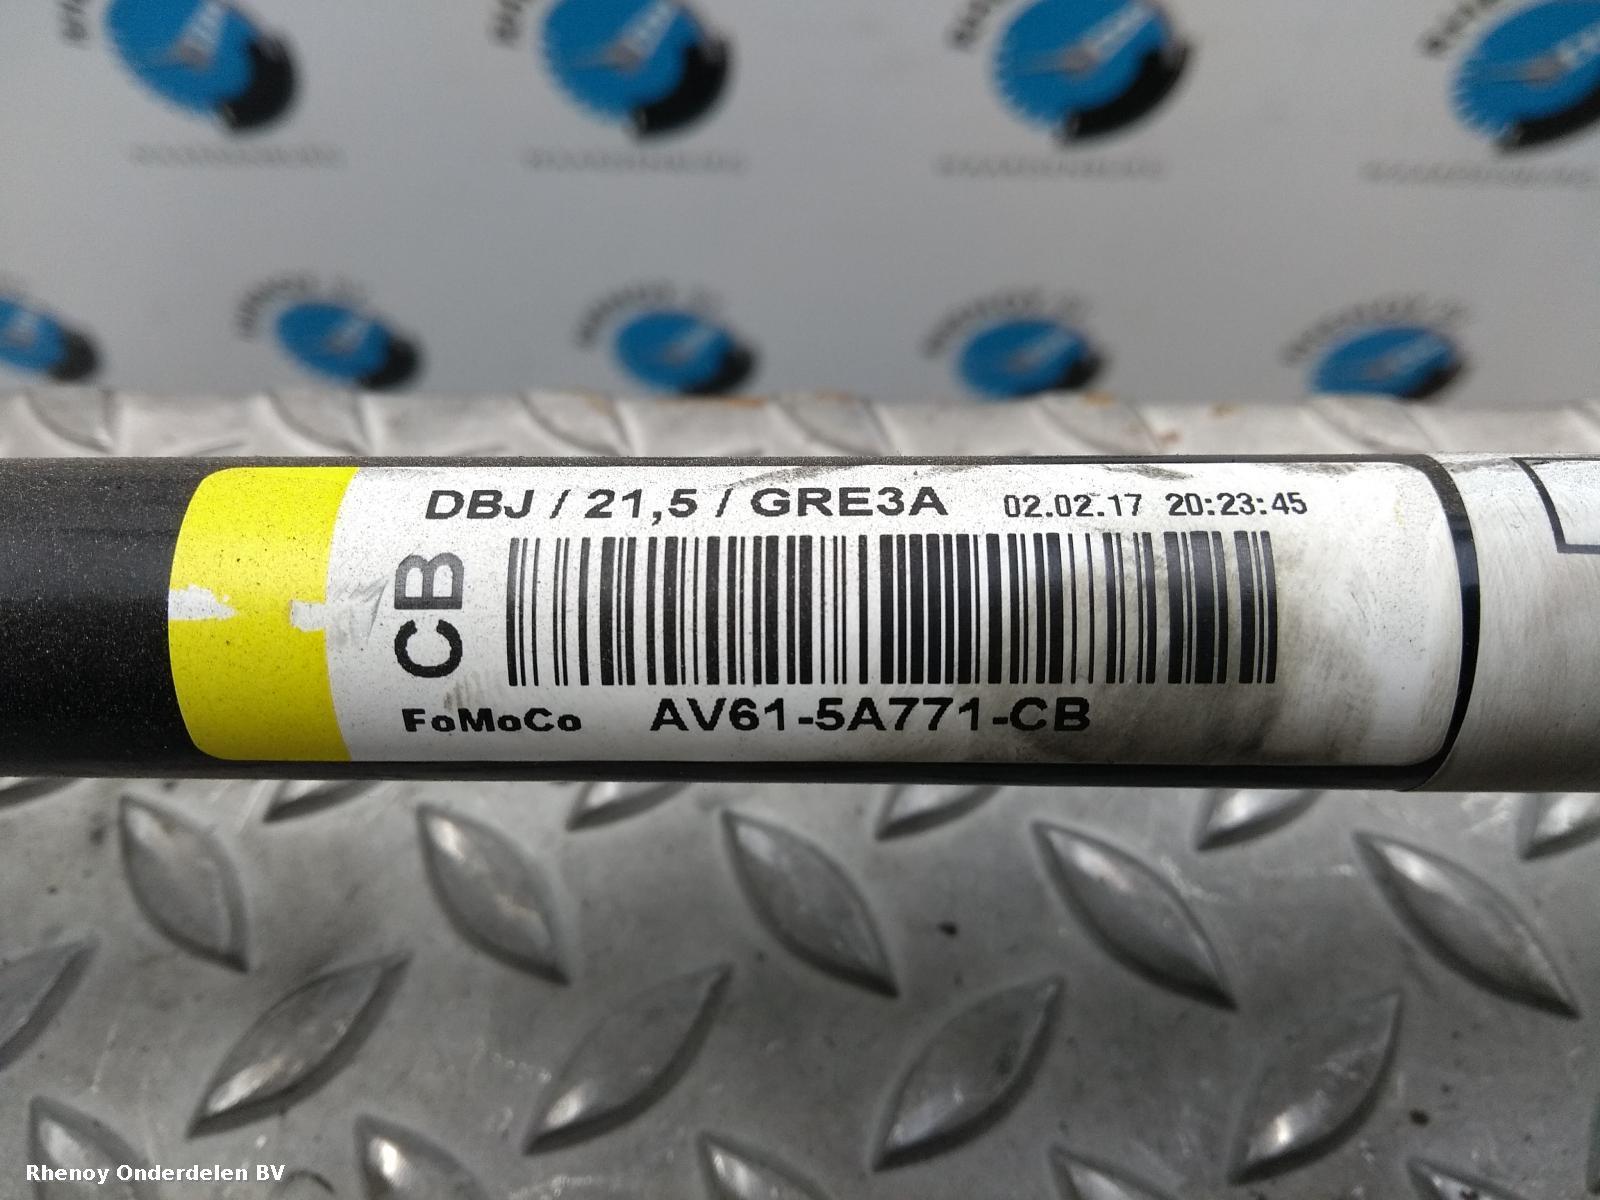 DBJ / 21,5 / GRE3A 02.02.17 20:23:45
CB
FoMoCo AV61-5A771-CB
Rhenoy Onderdelen BV